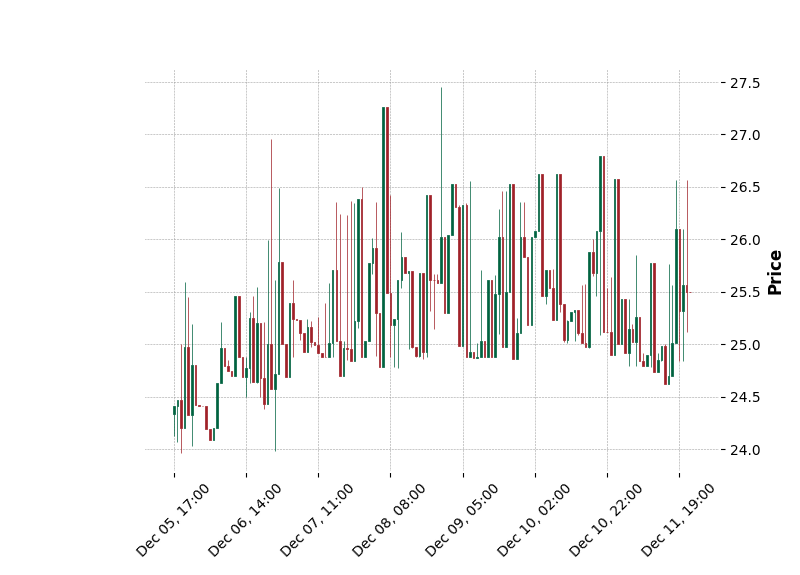 27.5
27.0
26.5
26.0
25.5
25.0
24.5
24.0
Price
Dec 05, 17:00
Dec 06, 14:00
Dec 07, 11:00
Dec 08, 08:00
Dec 09, 05:00
Dec 10, 02:00
Dec 10, 22:00
Dec 11, 19:00